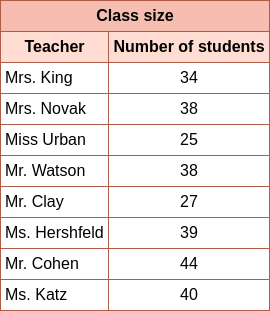 Class size
Teacher Number of students
Mrs. King 34
Mrs. Novak 38
Miss Urban 25
Mr. Watson 38
Mr. Clay 27
Ms. Hershfeld 39
Mr. Cohen 44
Ms. Katz 40